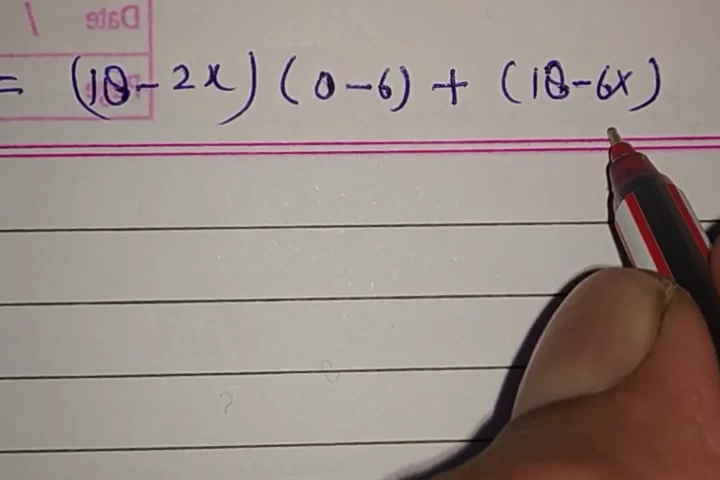 Date
= (18-2x) (0-6) + (18-6x)